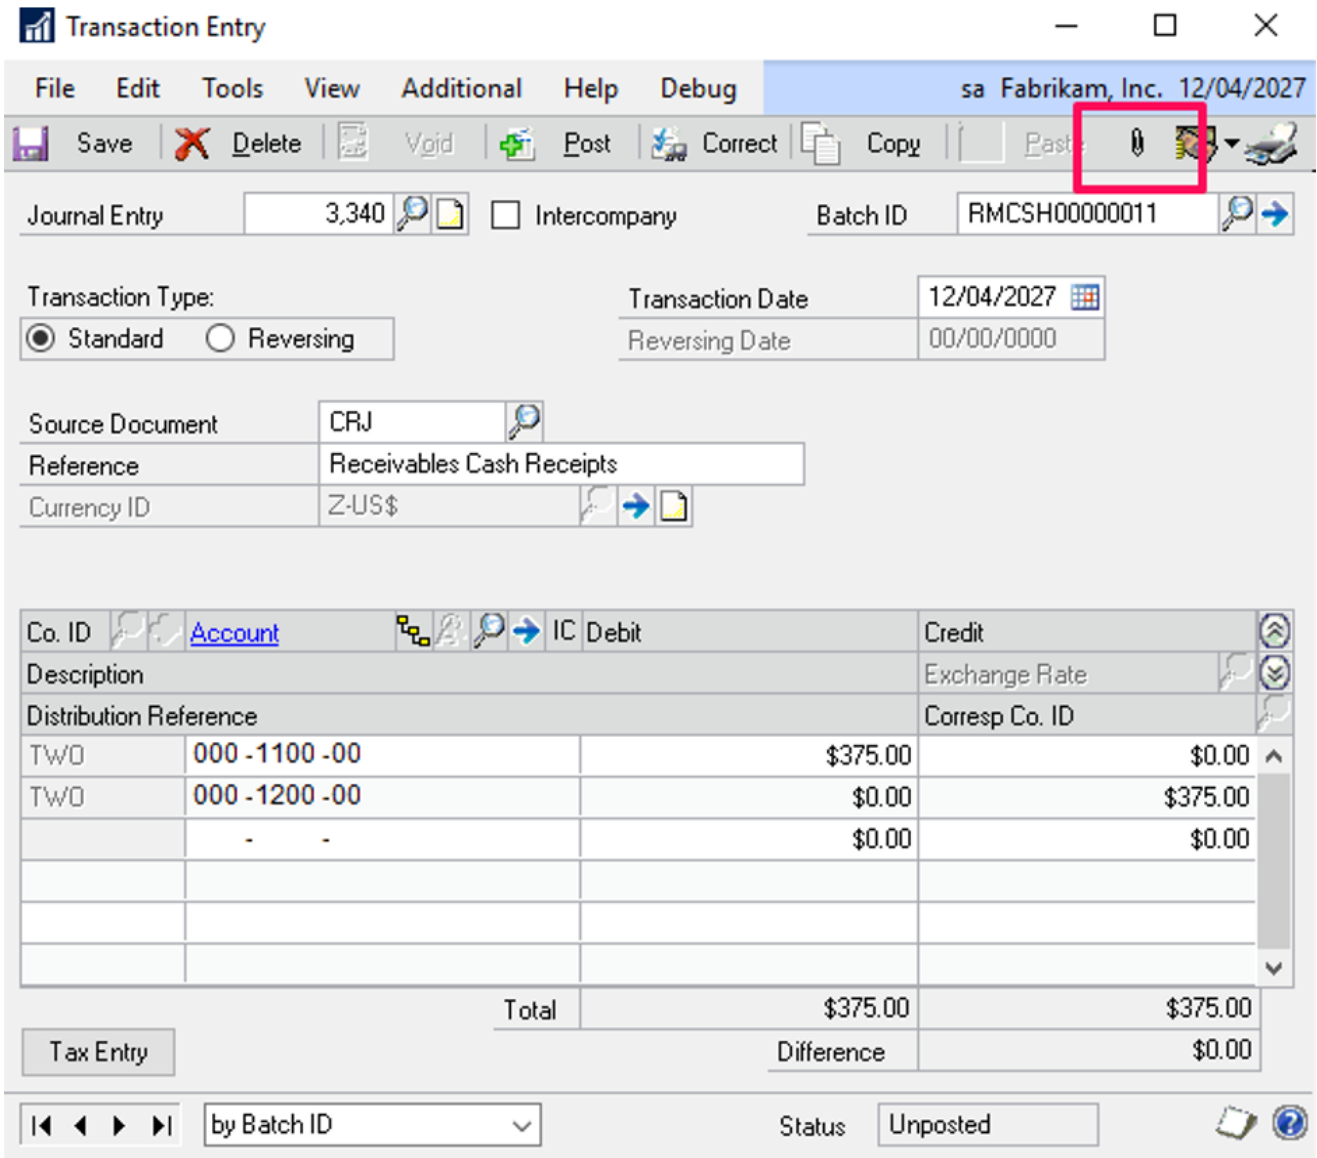 Transaction Entry
File Edit Tools View Additional Help Debug sa Fabrikam, Inc. 12/04/2027
Save Delete Void Post Correct Copy Paste
Journal Entry 3,340 Intercompany Batch ID RMCSH00000011
Transaction Type: Transaction Date 12/04/2027
Standard Reversing Reversing Date 00/00/0000
Source Document CRJ
Reference Receivables Cash Receipts
Currency ID Z-US$
Co. ID Account IC Debit Credit
Description Exchange Rate
Distribution Reference Corresp Co. ID
TWO 000 -1100 -00 $375.00 $0.00
TWO 000 -1200 -00 $0.00 $375.00
- - $0.00 $0.00
Total $375.00 $375.00
Tax Entry Difference $0.00
by Batch ID Status Unposted